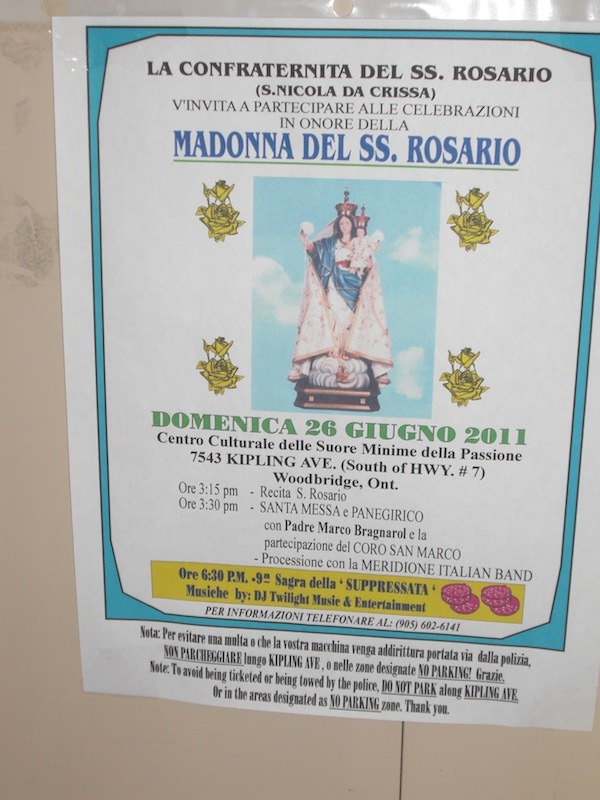 LA CONFRATERNITA DEL SS. ROSARIO
(S.NICOLA DA CRISSA)
V'INVITA A PARTECIPARE ALLE CELEBRAZIONI
IN ONORE DELLA
MADONNA DEL SS. ROSARIO
DOMENICA 26 GIUGNO 2011
Centro Culturale delle Suore Minime della Passione
7543 KIPLING AVE. (South of HWY. # 7)
Woodbridge, Ont.
Ore 3:15 pm - Recita S. Rosario
Ore 3:30 pm - SANTA MESSA e PANEGIRICO
con Padre Marco Bragnarol e la
partecipazione del CORO SAN MARCO
- Processione con la MERIDIONE ITALIAN BAND
Ore 6:30 P.M. -9ª Sagra della ' SUPPRESSATA '
Musiche by: DJ Twilight Music & Entertainment
PER INFORMAZIONI TELEFONARE AL: (905) 602-6141
Nota: Per evitare una multa o che la vostra macchina venga addirittura portata via dalla polizia,
NON PARCHEGGIARE lungo KIPLING AVE , o nelle zone designate NO PARKING! Grazie.
Note: To avoid being ticketed or being towed by the police, DO NOT PARK along KIPLING AVE.
Or in the areas designated as NO PARKING zone. Thank you.